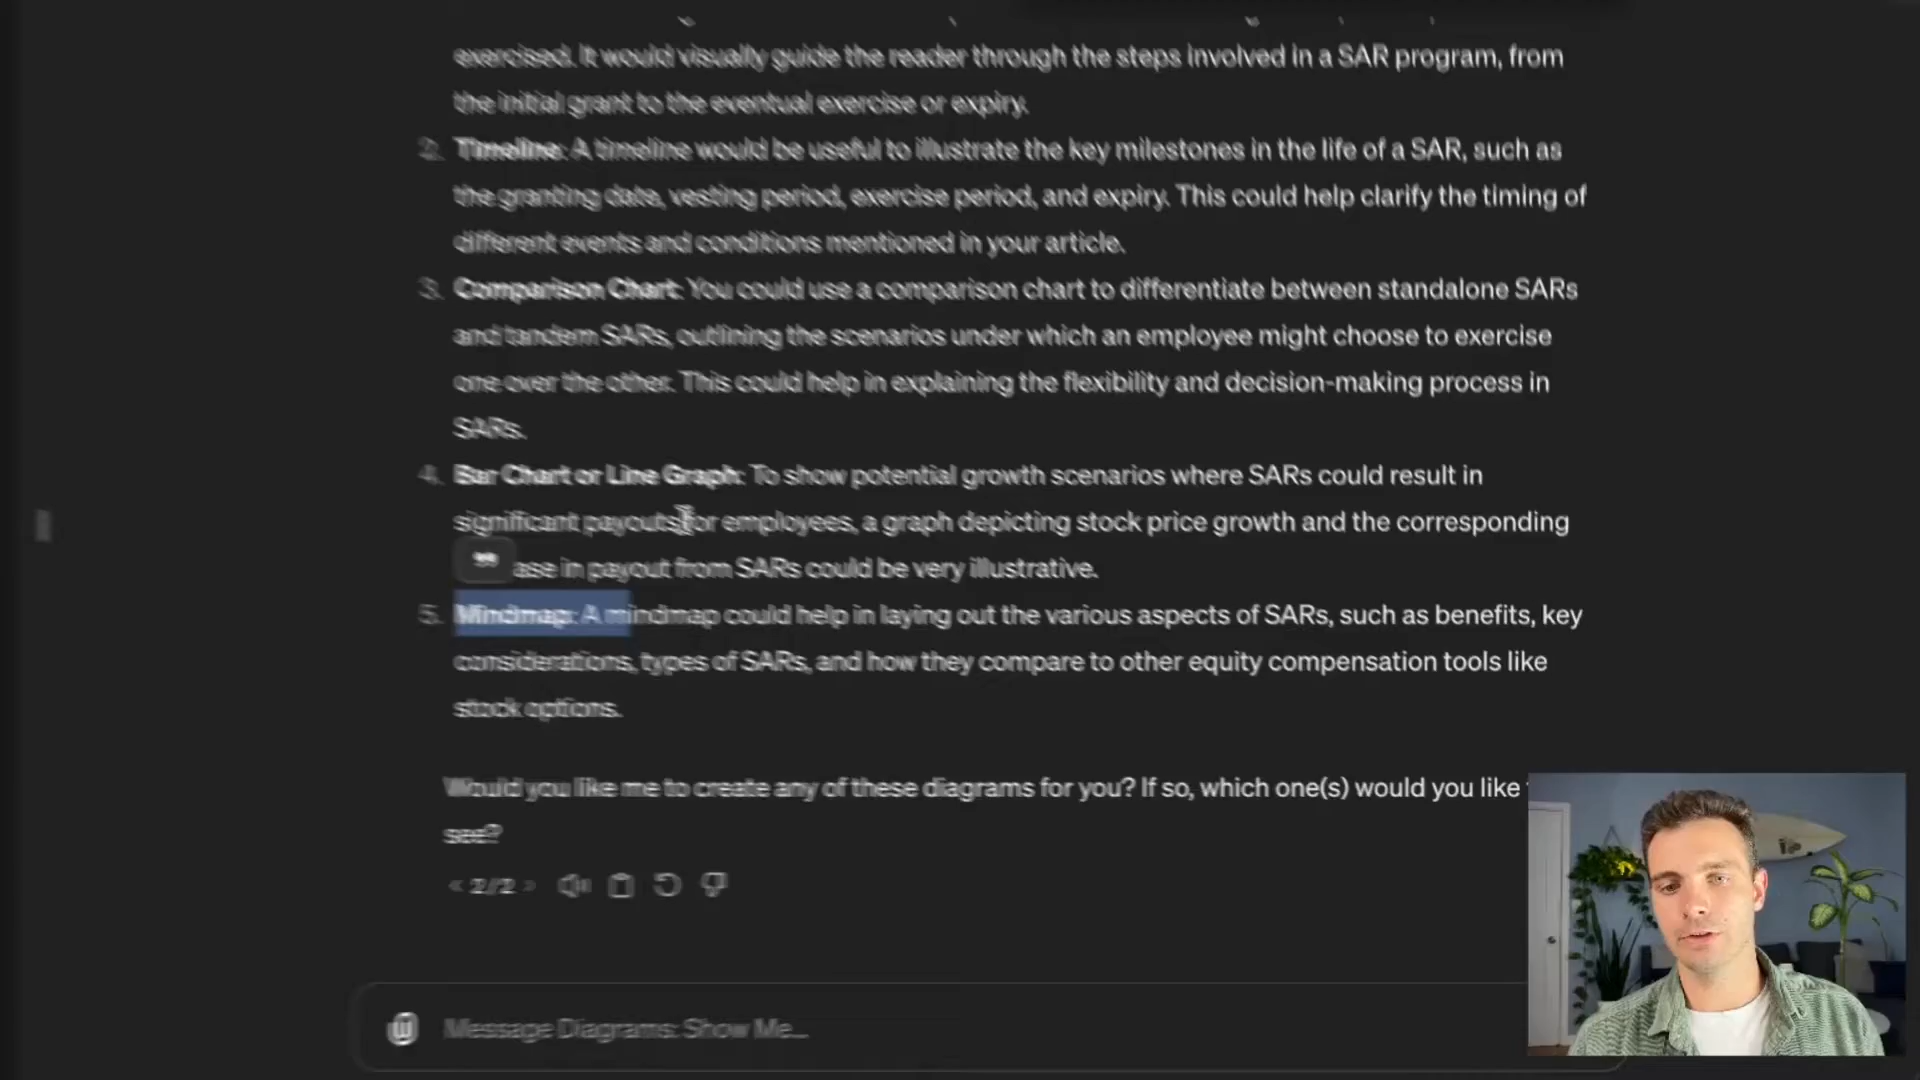 exercised. It would visually guide the reader through the steps involved in a SAR program, from
the initial grant to the eventual exercise or expiry.
2. Timeline: A timeline would be useful to illustrate the key milestones in the life of a SAR, such as
the granting date, vesting period, exercise period, and expiry. This could help clarify the timing of
different events and conditions mentioned in your article.
3. Comparison Chart: You could use a comparison chart to differentiate between standalone SARs
and tandem SARs, outlining the scenarios under which an employee might choose to exercise
one over the other. This could help in explaining the flexibility and decision-making process in
SARs.
4. Bar Chart or Line Graph: To show potential growth scenarios where SARs could result in
significant payouts for employees, a graph depicting stock price growth and the corresponding
ase in payout from SARs could be very illustrative.
5. Mindmap: A mindmap could help in laying out the various aspects of SARs, such as benefits, key
considerations, types of SARs, and how they compare to other equity compensation tools like
stock options.
Would you like me to create any of these diagrams for you? If so, which one(s) would you like
see?
< 2/2 >
Message Diagrams: Show Me...